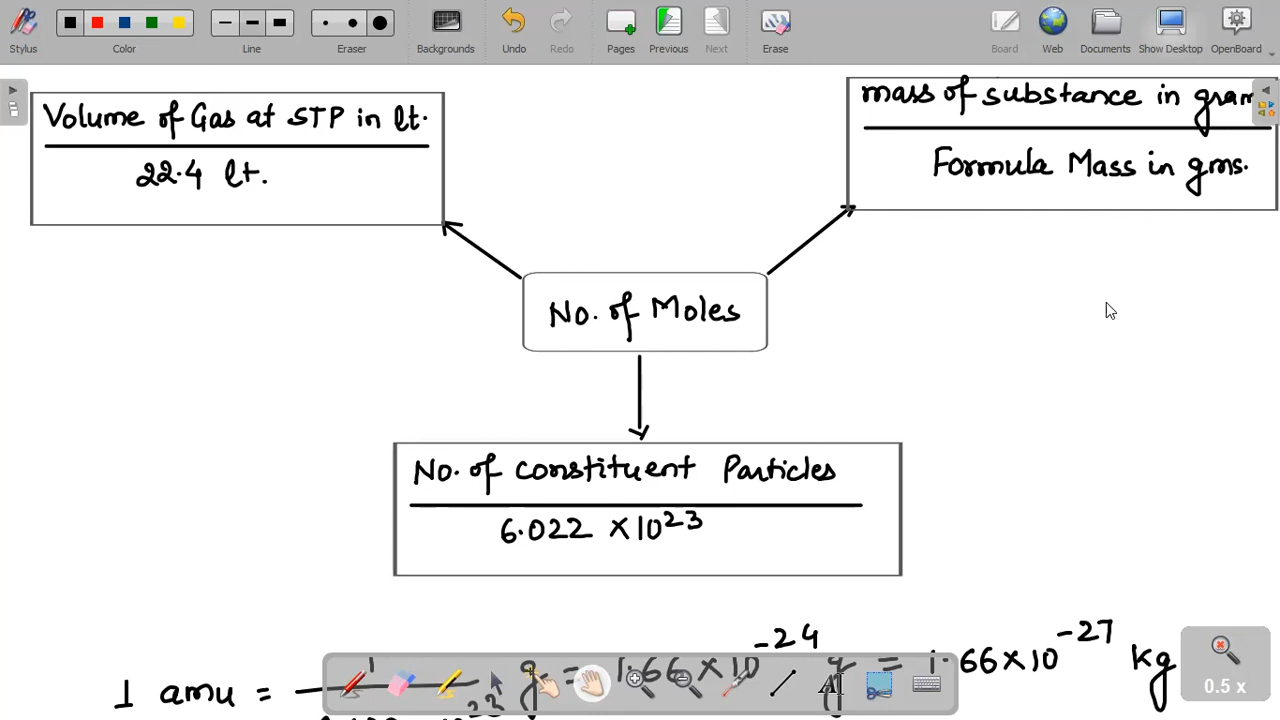 Stylus
Color
Line
Eraser
Backgrounds
Undo
Redo
Pages
Previous
Next
Erase
Board
Web
Documents
Show Desktop
OpenBoard
Volume of Gas at STP in lt.
22.4 lt.
mass of substance in gram
Formula Mass in gms.
No. of Moles
No. of constituent Particles
6.022 ×10²³
1 amu = 1 g = 1.66×10⁻²⁴ g = 1.66×10⁻²⁷ kg
0.5 x